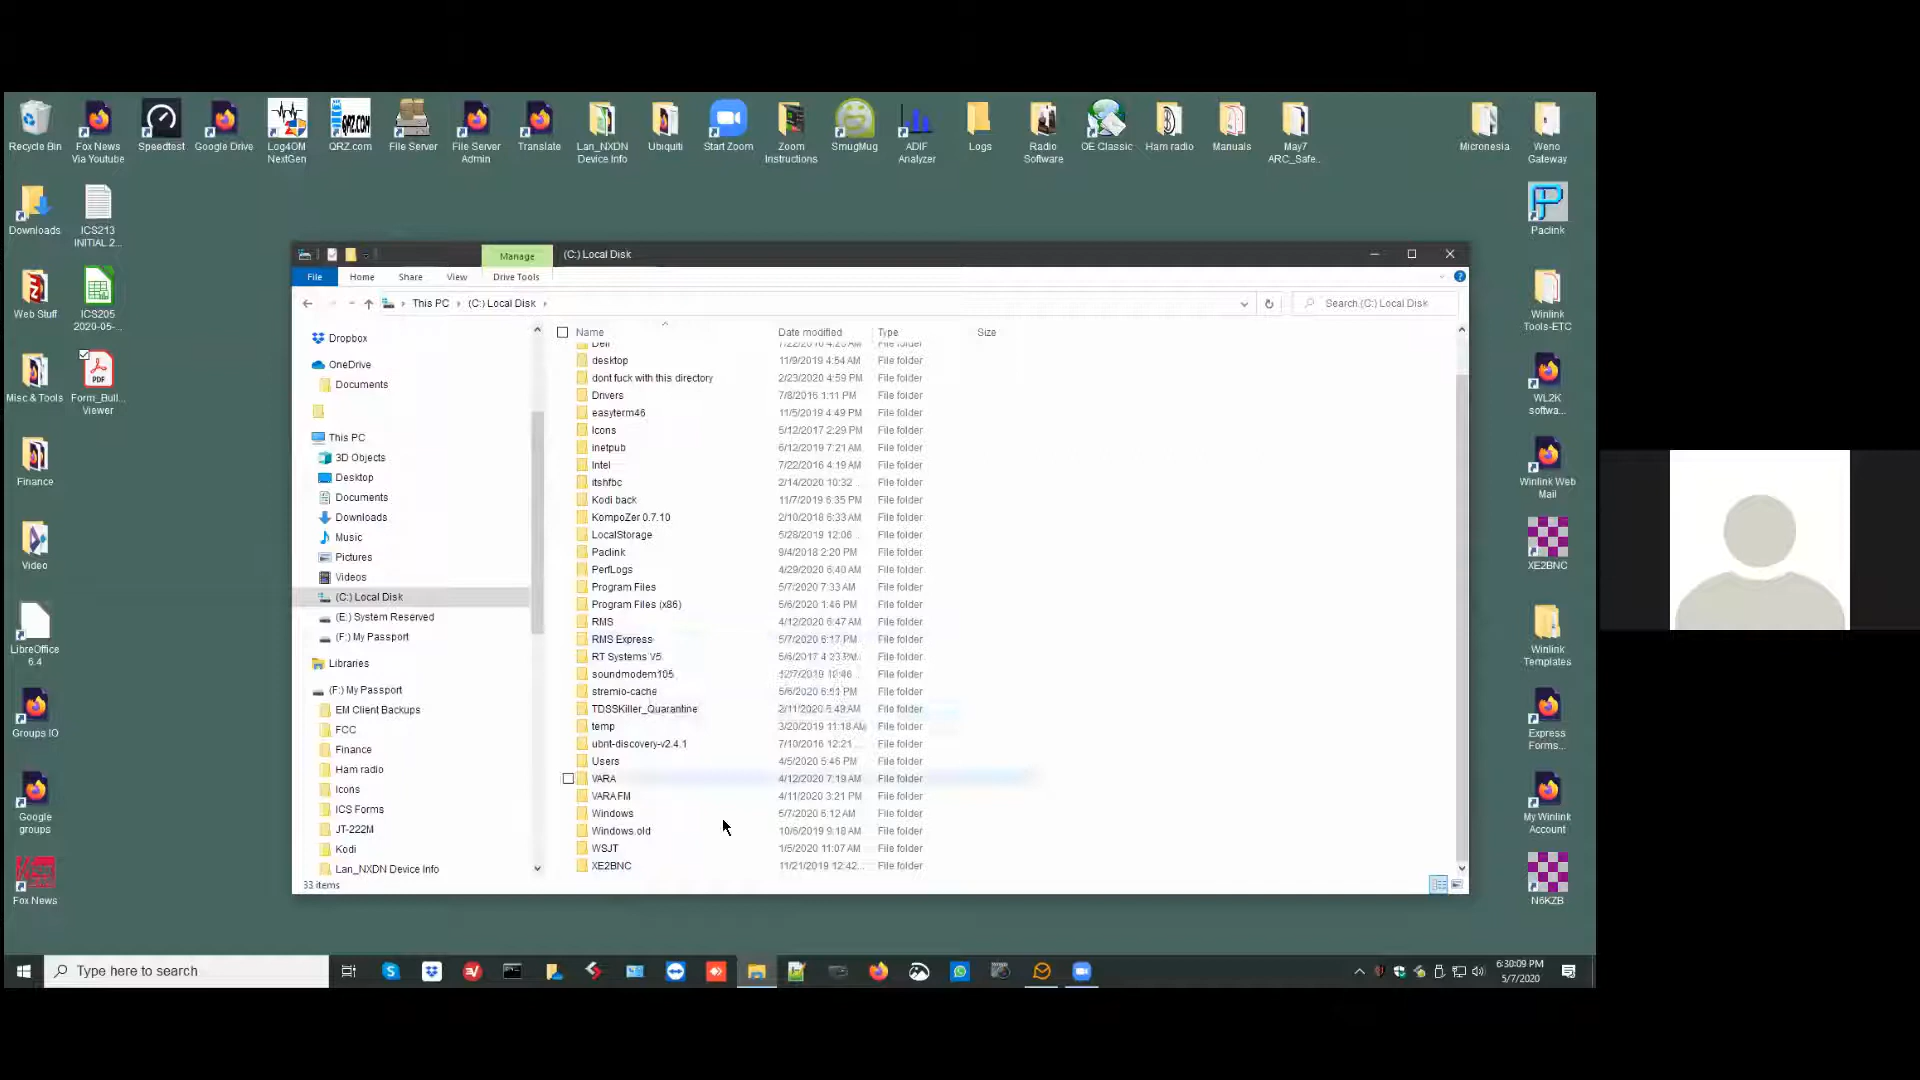 Recycle Bin
Fox News
Via Youtube
Speedtest
Google Drive
Log4OM
NextGen
QRZ.COM
QRZ.com
File Server
File Server
Admin
Translate
Lan_NXDN
Device Info
Ubiquiti
Start Zoom
Zoom
Instructions
SmugMug
ADIF
Analyzer
Logs
Radio
Software
OE Classic
Ham radio
Manuals
May7
ARC_Safe...
Micronesia
Weno
Gateway
Downloads
ICS213
INITIAL 2...
Paclink
Web Stuff
ICS205
2020-05-...
Winlink
Tools-ETC
Misc & Tools
PDF
Form_Buil...
Viewer
WL2K
softwa...
Finance
Winlink Web
Mail
Video
XE2BNC
LibreOffice
6.4
Winlink
Templates
Groups IO
Express
Forms...
Google
groups
My Winlink
Account
Fox News
N6KZB
Manage
(C:) Local Disk
File
Home
Share
View
Drive Tools
This PC
(C:) Local Disk
Search (C:) Local Disk
Dropbox
OneDrive
Documents
This PC
3D Objects
Desktop
Documents
Downloads
Music
Pictures
Videos
(C:) Local Disk
(E:) System Reserved
(F:) My Passport
Libraries
(F:) My Passport
EM Client Backups
FCC
Finance
Ham radio
Icons
ICS Forms
JT-222M
Kodi
Lan_NXDN Device Info
Name Date modified Type Size
Dell 7/22/2016 4:23 AM File folder
desktop 11/9/2019 4:54 AM File folder
dont fuck with this directory 2/23/2020 4:59 PM File folder
Drivers 7/8/2016 1:11 PM File folder
easyterm46 11/5/2019 4:49 PM File folder
Icons 5/12/2017 2:29 PM File folder
inetpub 6/12/2019 7:21 AM File folder
Intel 7/22/2016 4:19 AM File folder
itshfbc 2/14/2020 10:32 ... File folder
Kodi back 11/7/2019 6:35 PM File folder
KompoZer 0.7.10 2/10/2018 6:33 AM File folder
LocalStorage 5/28/2019 12:06 ... File folder
Paclink 9/4/2018 2:20 PM File folder
PerfLogs 4/29/2020 6:40 AM File folder
Program Files 5/7/2020 7:33 AM File folder
Program Files (x86) 5/6/2020 1:46 PM File folder
RMS 4/12/2020 6:47 AM File folder
RMS Express 5/7/2020 6:17 PM File folder
RT Systems V5 5/6/2017 4:23 PM File folder
soundmodem105 12/7/2019 10:46 ... File folder
stremio-cache 5/6/2020 6:51 PM File folder
TDSSKiller_Quarantine 2/11/2020 5:49 AM File folder
temp 3/20/2019 11:18 AM File folder
ubnt-discovery-v2.4.1 7/10/2016 12:21 ... File folder
Users 4/5/2020 5:46 PM File folder
VARA 4/12/2020 7:19 AM File folder
VARA FM 4/11/2020 3:21 PM File folder
Windows 5/7/2020 6:12 AM File folder
Windows.old 10/6/2019 9:18 AM File folder
WSJT 1/5/2020 11:07 AM File folder
XE2BNC 11/21/2019 12:42... File folder
33 items
Type here to search
6:30:09 PM
5/7/2020